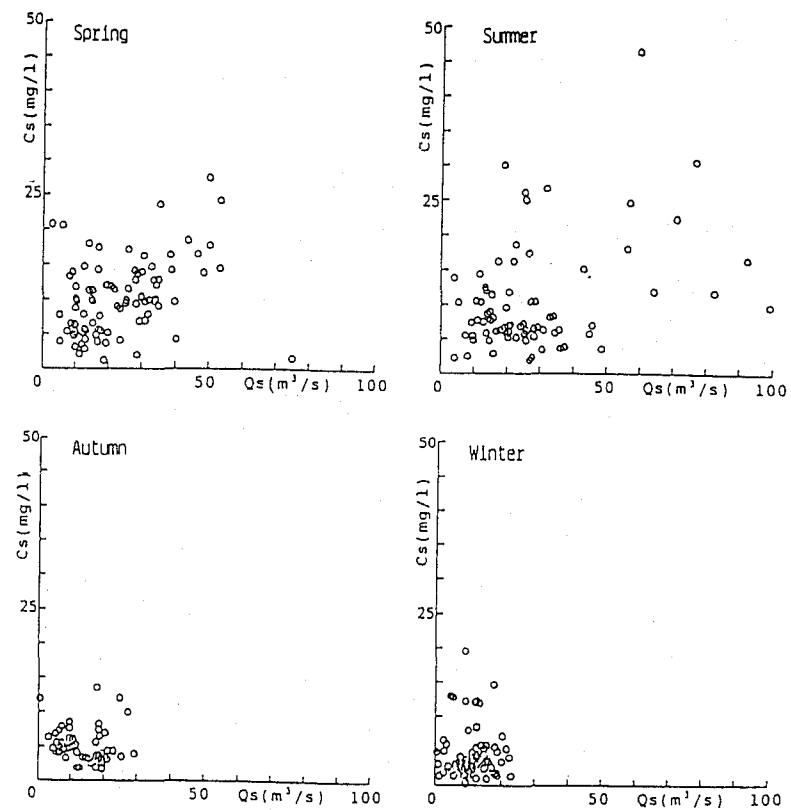 Spring
50
25
Cs(mg/l)
0
50
Qs(m³/s)
100
Summer
50
25
Cs(mg/l)
0
50
Qs(m³/s)
100
Autumn
50
25
Cs(mg/l)
0
50
Qs(m³/s)
100
Winter
50
25
Cs(mg/l)
0
50
Qs(m³/s)
100